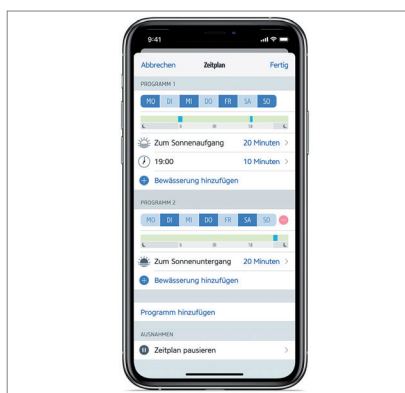 9:41
Abbrechen Zeitplan Fertig
PROGRAMM 1
MO DI MI DO FR SA SO
6 18
Zum Sonnenaufgang 20 Minuten >
19:00 10 Minuten >
Bewässerung hinzufügen
PROGRAMM 2
MO DI MI DO FR SA SO
6 18
Zum Sonnenuntergang 20 Minuten >
Bewässerung hinzufügen
Programm hinzufügen
AUSNAHMEN
Zeitplan pausieren >